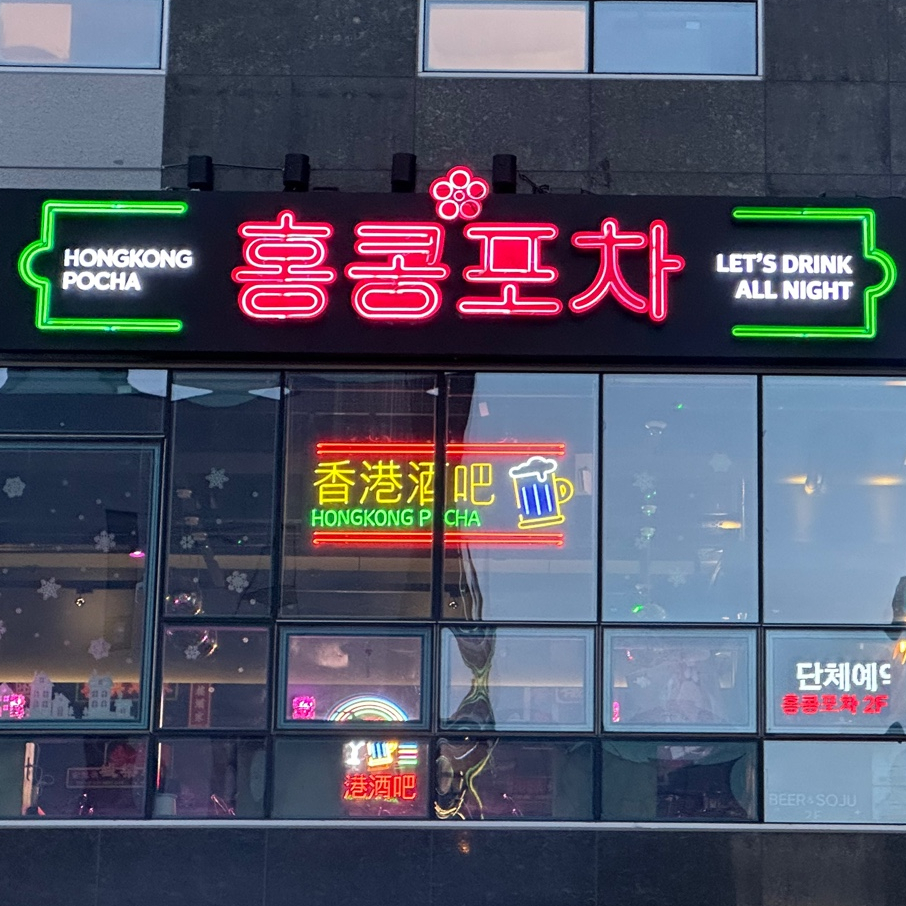 HONGKONG
POCHA
홍콩포차
LET'S DRINK
ALL NIGHT
香港酒吧
HONGKONG POCHA
단체예
홍콩포차 2F
港酒吧
BEER & SOJU
2F